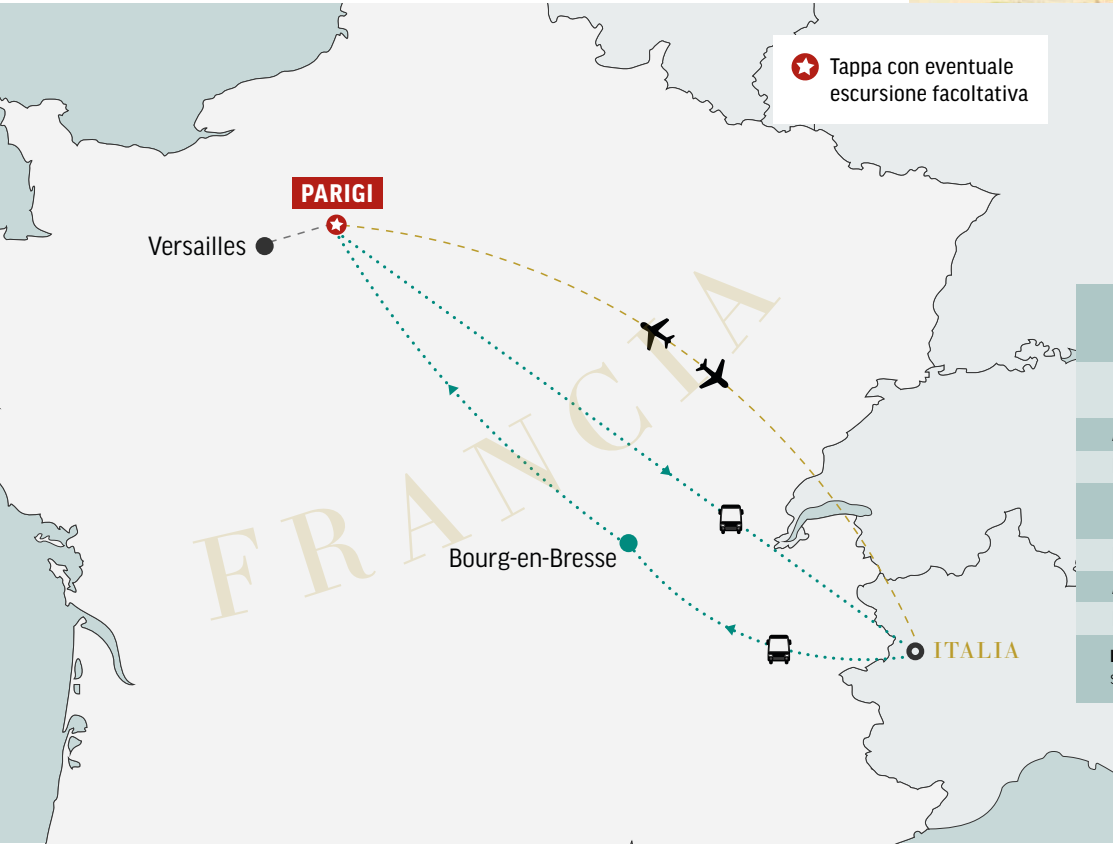 Tappa con eventuale
escursione facoltativa
PARIGI
Versailles
FRANCIA
Bourg-en-Bresse
ITALIA